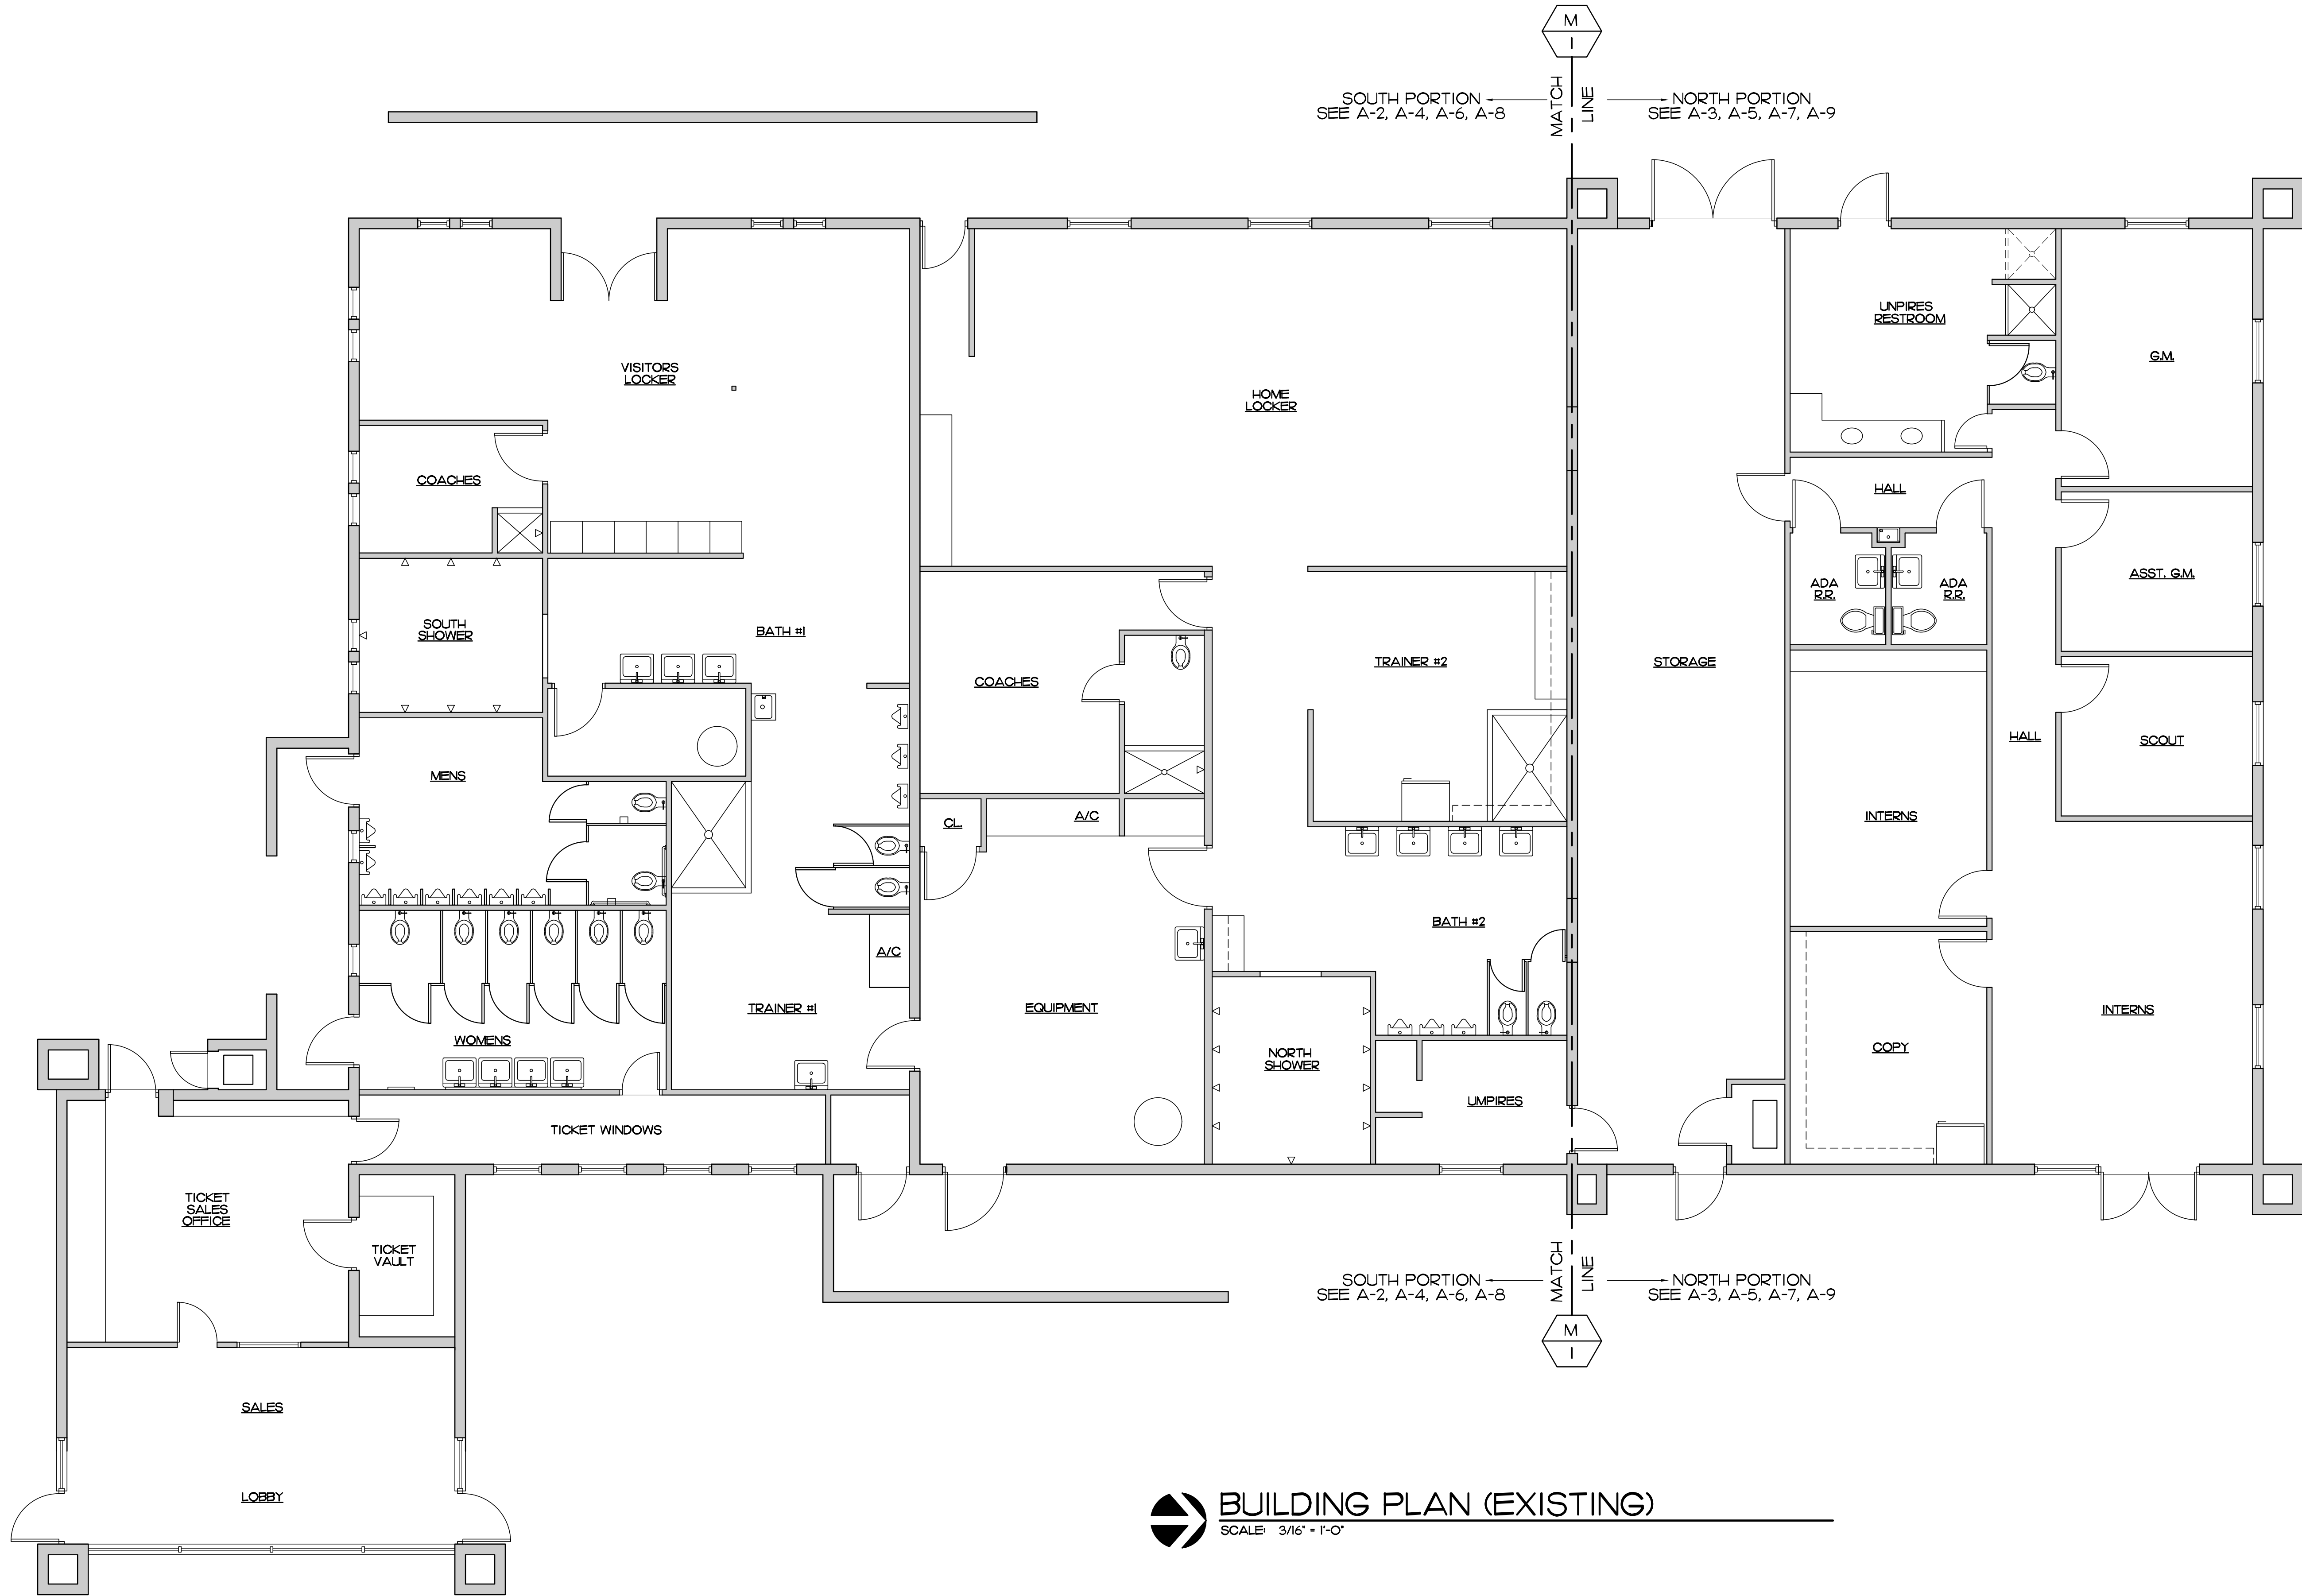 M
1
MATCH
LINE
SOUTH PORTION
SEE A-2, A-4, A-6, A-8
NORTH PORTION
SEE A-3, A-5, A-7, A-9
VISITORS
LOCKER
HOME
LOCKER
UNPIRES
RESTROOM
G.M.
COACHES
HALL
SOUTH
SHOWER
BATH #1
ADA
R.R.
ADA
R.R.
ASST. G.M.
COACHES
TRAINER #2
STORAGE
MENS
HALL
SCOUT
CL.
A/C
INTERNS
A/C
BATH #2
TRAINER #1
EQUIPMENT
INTERNS
WOMENS
NORTH
SHOWER
COPY
UMPIRES
TICKET WINDOWS
TICKET
SALES
OFFICE
TICKET
VAULT
SOUTH PORTION
SEE A-2, A-4, A-6, A-8
MATCH
LINE
NORTH PORTION
SEE A-3, A-5, A-7, A-9
M
1
SALES
LOBBY
BUILDING PLAN (EXISTING)
SCALE: 3/16" = 1'-0"